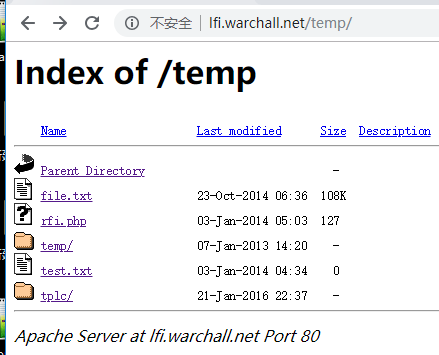 不安全 | lfi.warchall.net/temp/
Index of /temp
Name Last modified Size Description
Parent Directory -
file.txt 23-Oct-2014 06:36 108K
rfi.php 03-Jan-2014 05:03 127
temp/ 07-Jan-2013 14:20 -
test.txt 03-Jan-2014 04:34 0
tplc/ 21-Jan-2016 22:37 -
Apache Server at lfi.warchall.net Port 80